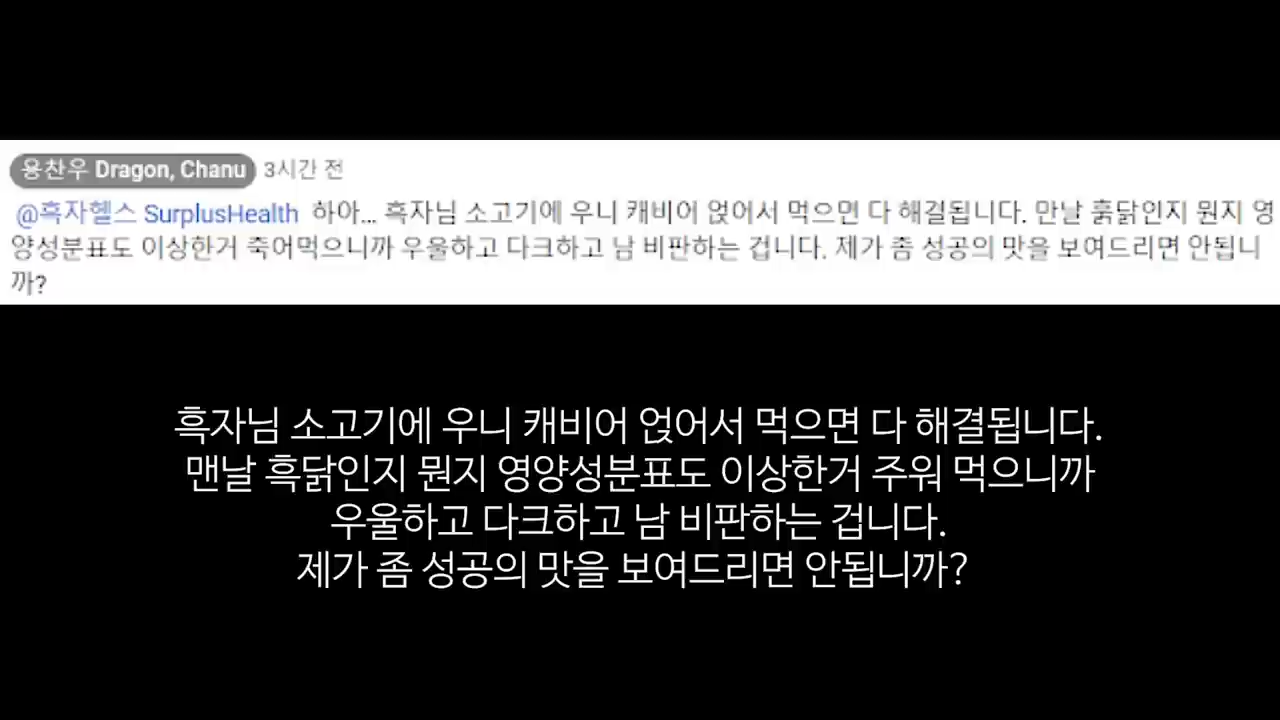 용찬우 Dragon, Chanu 3시간 전
@흑자헬스 SurplusHealth 하아... 흑자님 소고기에 우니 캐비어 얹어서 먹으면 다 해결됩니다. 만날 흙닭인지 뭔지 영
양성분표도 이상한거 죽어먹으니까 우울하고 다크하고 남 비판하는 겁니다. 제가 좀 성공의 맛을 보여드리면 안됩니
까?
흑자님 소고기에 우니 캐비어 얹어서 먹으면 다 해결됩니다.
맨날 흑닭인지 뭔지 영양성분표도 이상한거 주워 먹으니까
우울하고 다크하고 남 비판하는 겁니다.
제가 좀 성공의 맛을 보여드리면 안됩니까?